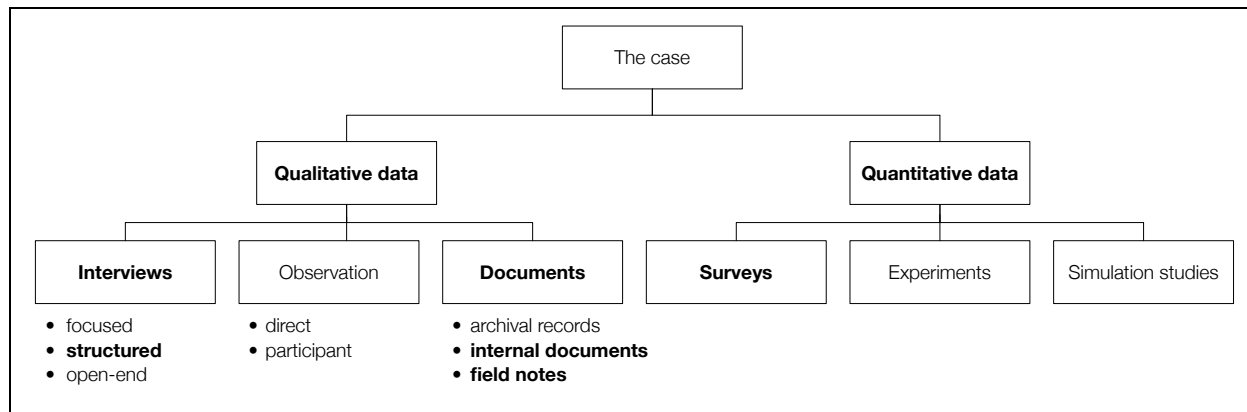 The case
Qualitative data
Quantitative data
Interviews
Observation
Documents
Surveys
Experiments
Simulation studies
• focused
• structured
• open-end
• direct
• participant
• archival records
• internal documents
• field notes